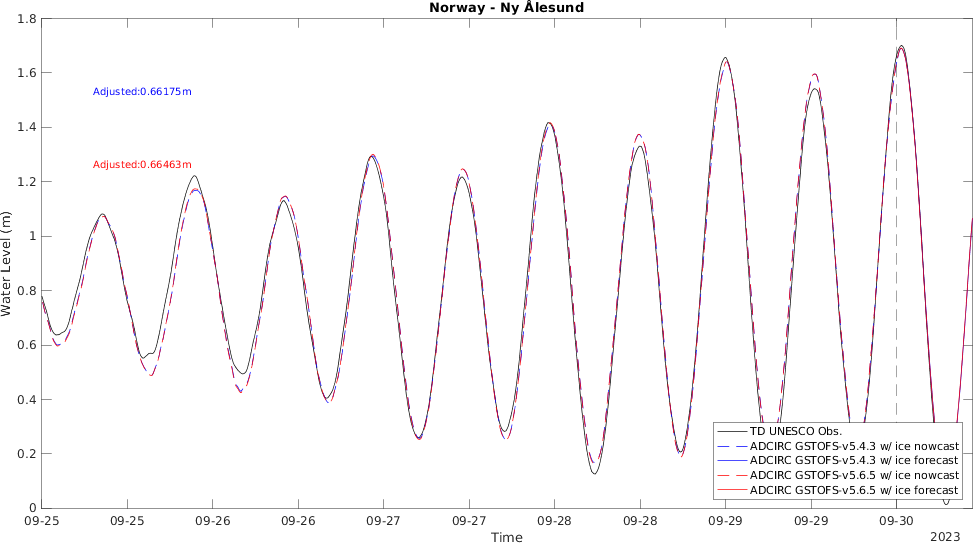 Norway - Ny Ålesund
1.8
1.6
1.4
1.2
1
0.8
0.6
0.4
0.2
0
Water Level (m)
Adjusted:0.66175m
Adjusted:0.66463m
TD UNESCO Obs.
ADCIRC GSTOFS-v5.4.3 w/ ice nowcast
ADCIRC GSTOFS-v5.4.3 w/ ice forecast
ADCIRC GSTOFS-v5.6.5 w/ ice nowcast
ADCIRC GSTOFS-v5.6.5 w/ ice forecast
09-25 09-25 09-26 09-26 09-27 09-27 09-28 09-28 09-29 09-29 09-30
Time
2023